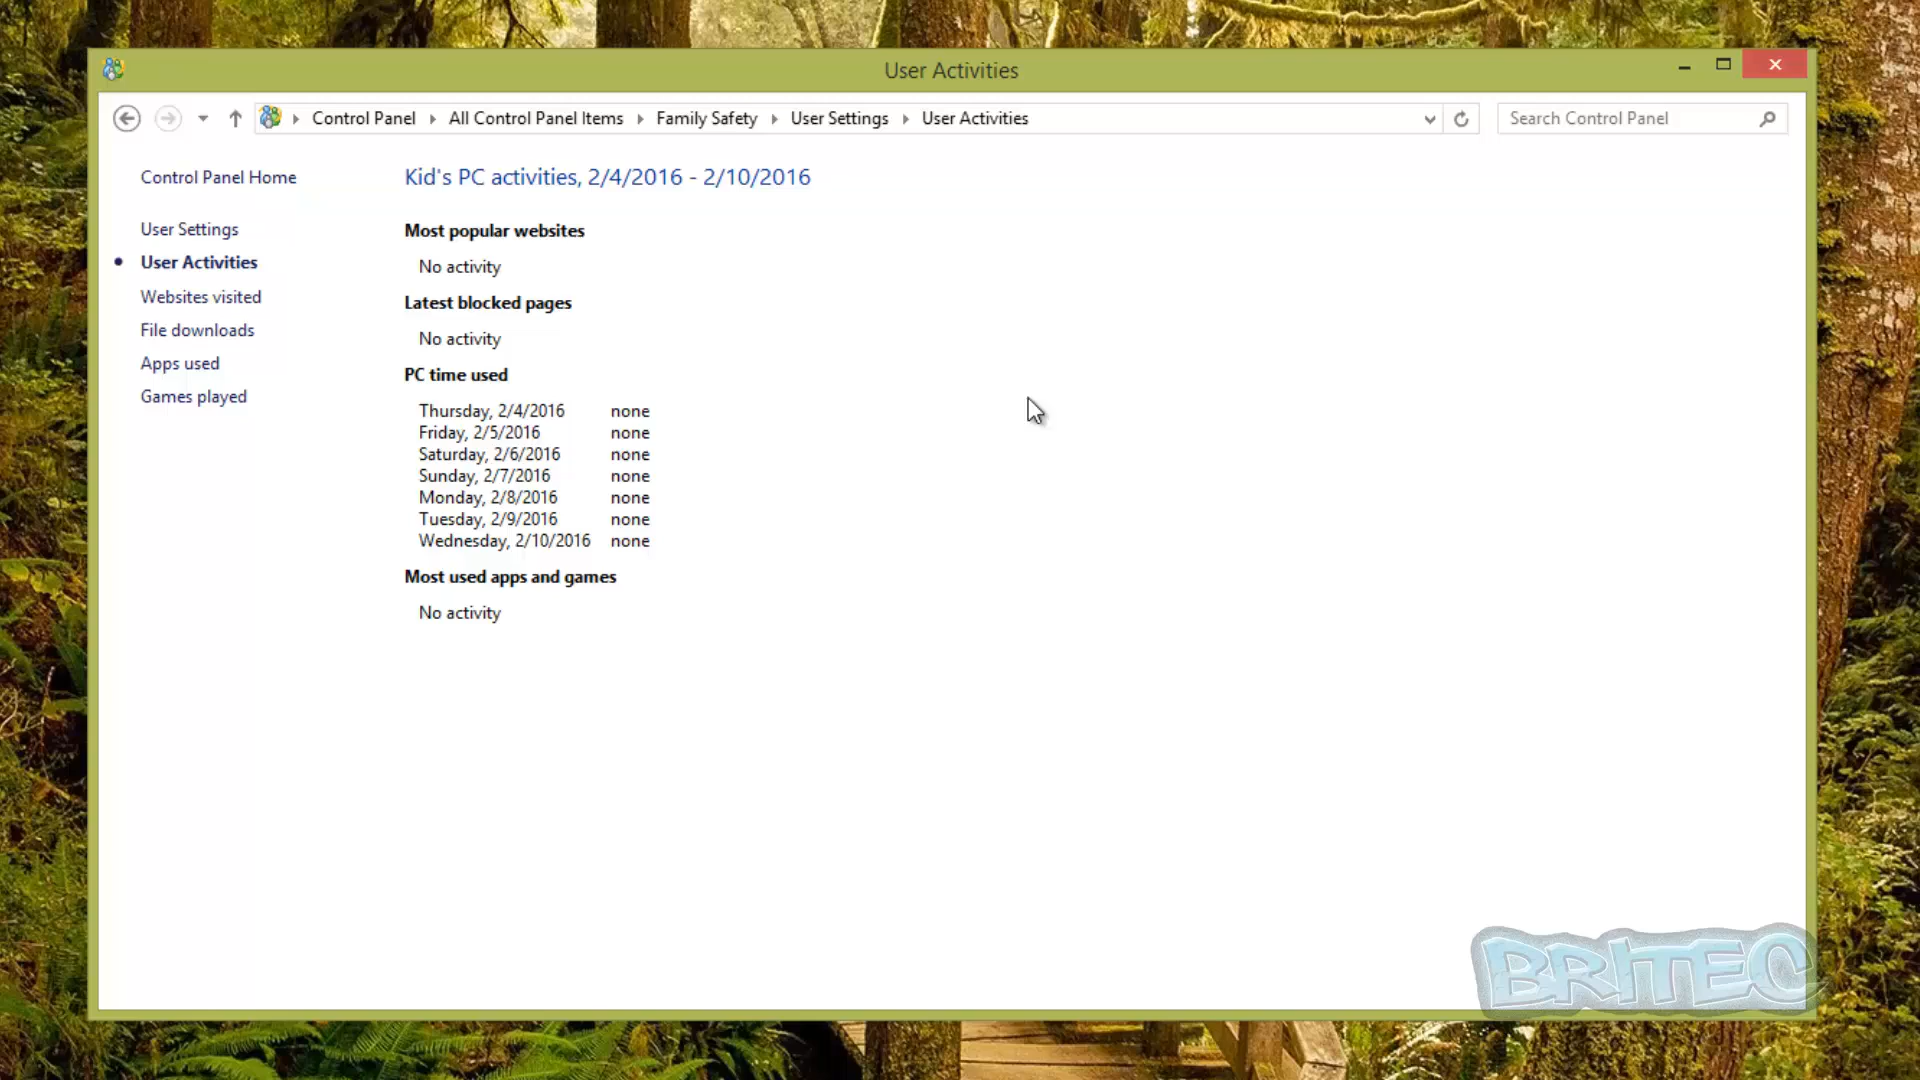 User Activities
Control Panel All Control Panel Items Family Safety User Settings User Activities Search Control Panel
Control Panel Home
User Settings
User Activities
Websites visited
File downloads
Apps used
Games played
Kid's PC activities, 2/4/2016 - 2/10/2016
Most popular websites
No activity
Latest blocked pages
No activity
PC time used
Thursday, 2/4/2016 none
Friday, 2/5/2016 none
Saturday, 2/6/2016 none
Sunday, 2/7/2016 none
Monday, 2/8/2016 none
Tuesday, 2/9/2016 none
Wednesday, 2/10/2016 none
Most used apps and games
No activity
BRITEC